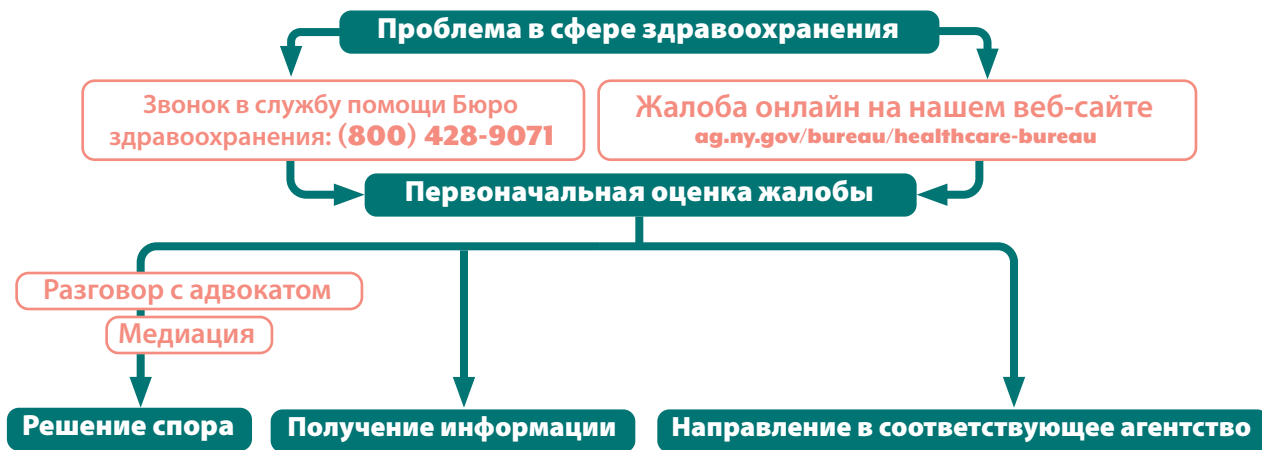 Проблема в сфере здравоохранения
Звонок в службу помощи Бюро
здравоохранения: (800) 428-9071
Жалоба онлайн на нашем веб-сайте
ag.ny.gov/bureau/healthcare-bureau
Первоначальная оценка жалобы
Разговор с адвокатом
Медиация
Решение спора
Получение информации
Направление в соответствующее агентство